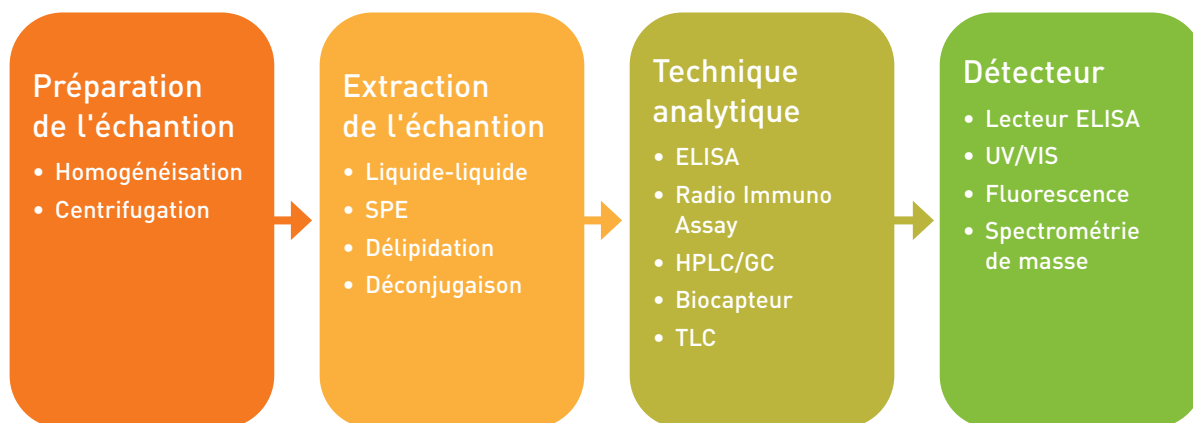 Préparation
de l'échantion
• Homogénéisation
• Centrifugation
Extraction
de l'échantion
• Liquide-liquide
• SPE
• Délipidation
• Déconjugaison
Technique
analytique
• ELISA
• Radio Immuno
Assay
• HPLC/GC
• Biocapteur
• TLC
Détecteur
• Lecteur ELISA
• UV/VIS
• Fluorescence
• Spectrométrie
de masse